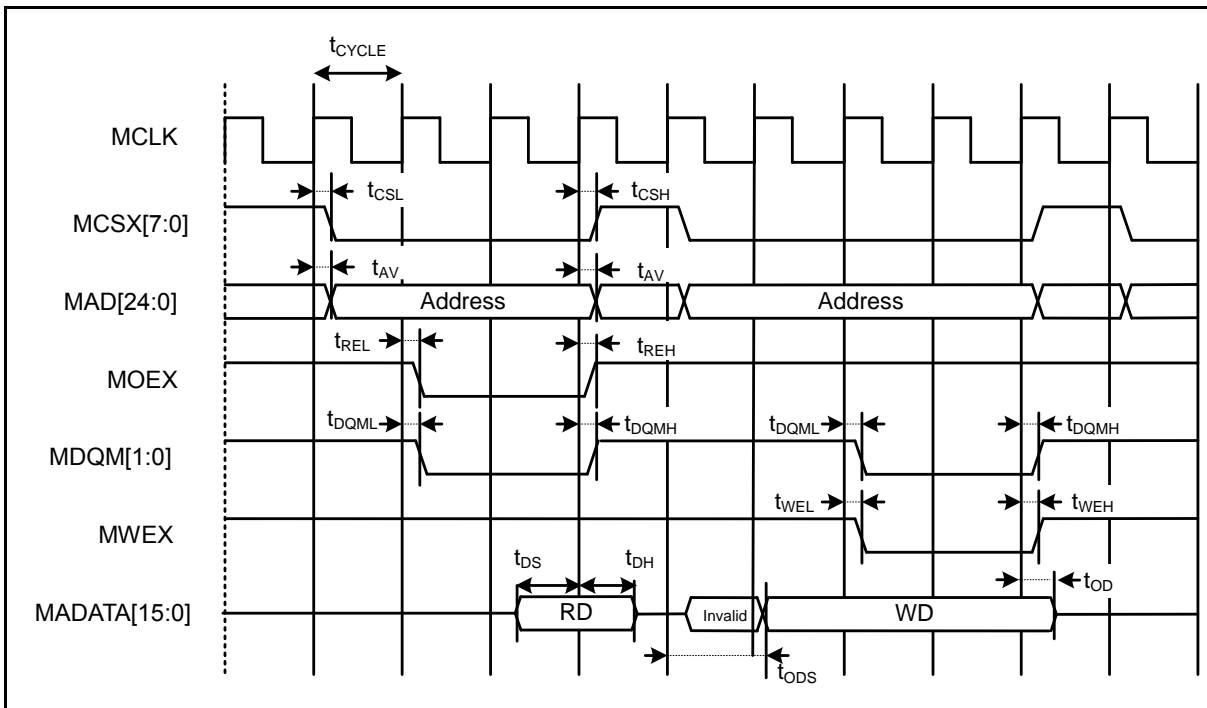 tCYCLE
MCLK
tCSL
tCSH
MCSX[7:0]
tAV
tAV
MAD[24:0]
Address
Address
tREL
tREH
MOEX
tDQML
tDQMH
tDQML
tDQMH
MDQM[1:0]
tWEL
tWEH
MWEX
tDS
tDH
tOD
MADATA[15:0]
RD
Invalid
WD
tODS